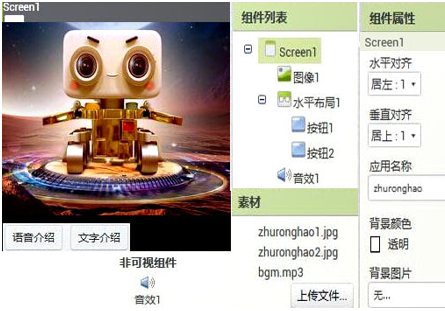 Screen1
语音介绍
文字介绍
非可视组件
音效1
组件列表
Screen1
图像1
水平布局1
按钮1
按钮2
音效1
素材
zhuronghao1.jpg
zhuronghao2.jpg
bgm.mp3
上传文件...
组件属性
Screen1
水平对齐
居左 : 1
垂直对齐
居上 : 1
应用名称
zhuronghao
背景颜色
透明
背景图片
无...